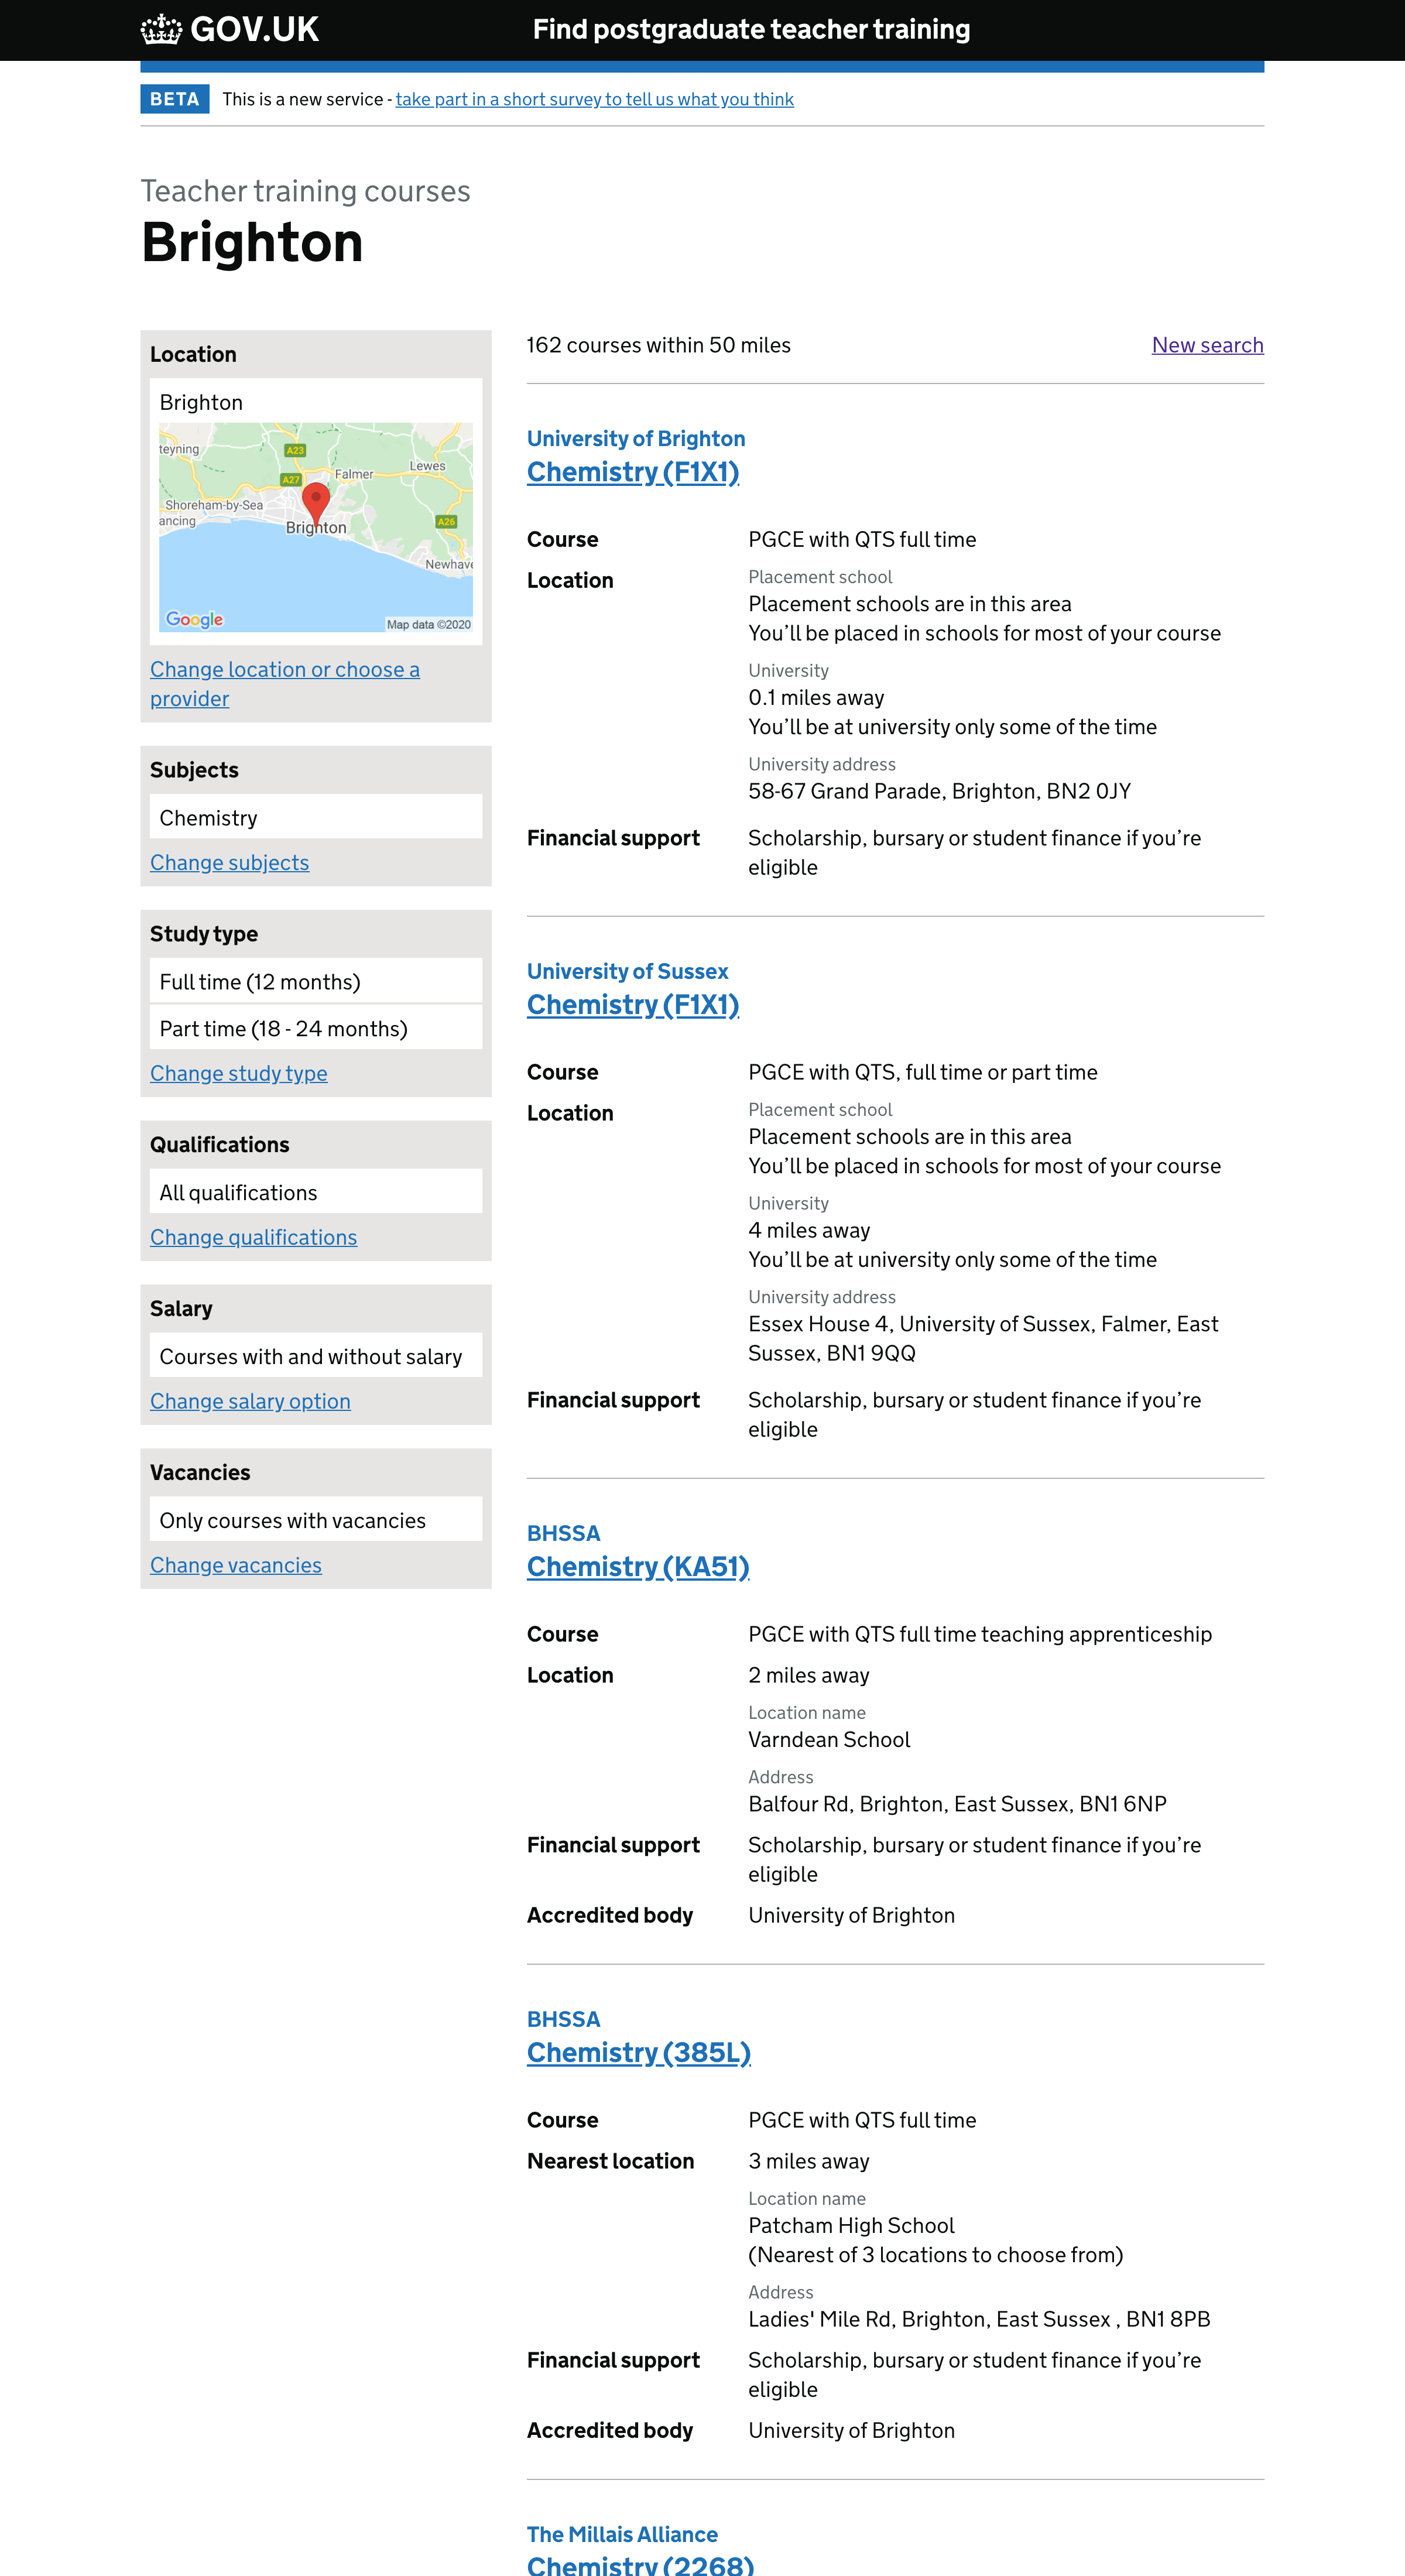 GOV.UK
Find postgraduate teacher training
BETA
This is a new service - take part in a short survey to tell us what you think
Teacher training courses
Brighton
Location
Brighton
teyning
A23
A27
Falmer
Lewes
Shoreham-by-Sea
ancing
Brighton
A26
Newhave
Google
Map data ©2020
Change location or choose a
provider
Subjects
Chemistry
Change subjects
Study type
Full time (12 months)
Part time (18 - 24 months)
Change study type
Qualifications
All qualifications
Change qualifications
Salary
Courses with and without salary
Change salary option
Vacancies
Only courses with vacancies
Change vacancies
162 courses within 50 miles
New search
University of Brighton
Chemistry (F1X1)
Course
PGCE with QTS full time
Location
Placement school
Placement schools are in this area
You’ll be placed in schools for most of your course
University
0.1 miles away
You’ll be at university only some of the time
University address
58-67 Grand Parade, Brighton, BN2 0JY
Financial support
Scholarship, bursary or student finance if you’re
eligible
University of Sussex
Chemistry (F1X1)
Course
PGCE with QTS, full time or part time
Location
Placement school
Placement schools are in this area
You’ll be placed in schools for most of your course
University
4 miles away
You’ll be at university only some of the time
University address
Essex House 4, University of Sussex, Falmer, East
Sussex, BN1 9QQ
Financial support
Scholarship, bursary or student finance if you’re
eligible
BHSSA
Chemistry (KA51)
Course
PGCE with QTS full time teaching apprenticeship
Location
2 miles away
Location name
Varndean School
Address
Balfour Rd, Brighton, East Sussex, BN1 6NP
Financial support
Scholarship, bursary or student finance if you’re
eligible
Accredited body
University of Brighton
BHSSA
Chemistry (385L)
Course
PGCE with QTS full time
Nearest location
3 miles away
Location name
Patcham High School
(Nearest of 3 locations to choose from)
Address
Ladies' Mile Rd, Brighton, East Sussex , BN1 8PB
Financial support
Scholarship, bursary or student finance if you’re
eligible
Accredited body
University of Brighton
The Millais Alliance
Chemistry (2268)